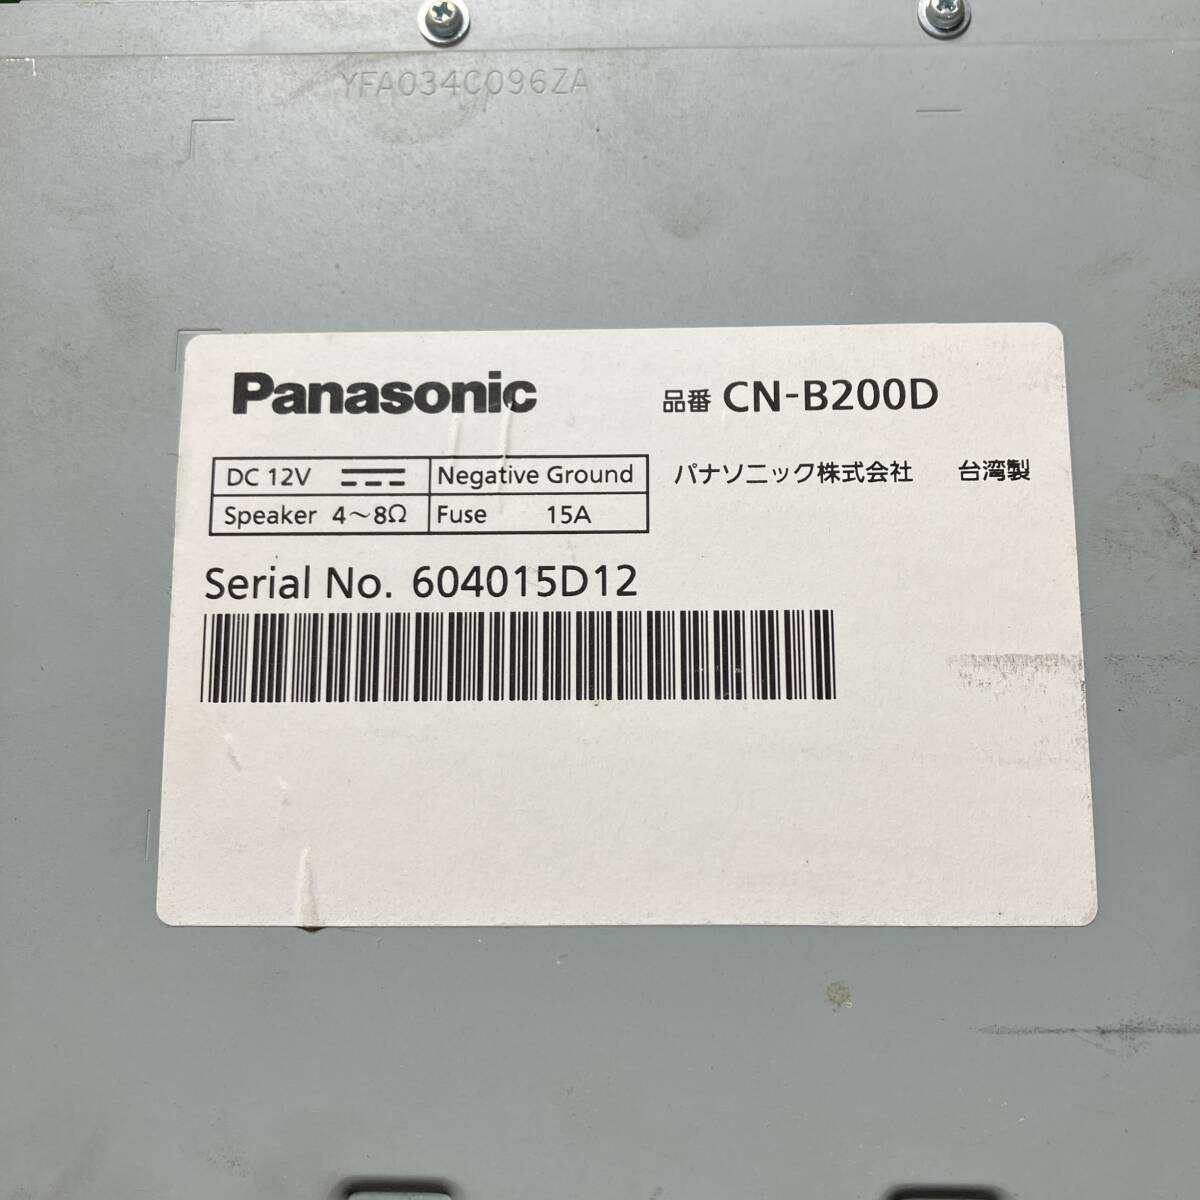 YFA034C096ZA
Panasonic 品番 CN-B200D
DC 12V Negative Ground パナソニック株式会社 台湾製
Speaker 4～8Ω Fuse 15A
Serial No. 604015D12